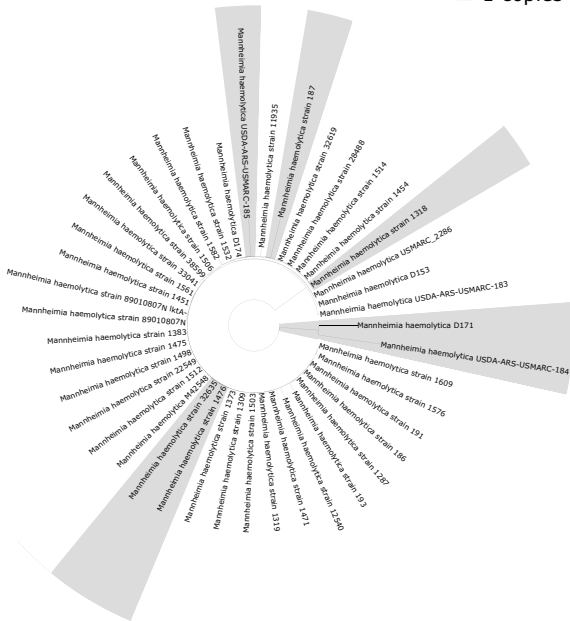 2 copies
Mannheimia haemolytica USDA-ARS-USMARC-185
Mannheimia haemolytica strain 11935
Mannheimia haemolytica strain 187
Mannheimia haemolytica strain 32619
Mannheimia haemolytica strain 28488
Mannheimia haemolytica strain 1514
Mannheimia haemolytica strain 1454
Mannheimia haemolytica strain 1318
Mannheimia haemolytica USMARC_2286
Mannheimia haemolytica D153
Mannheimia haemolytica USDA-ARS-USMARC-183
Mannheimia haemolytica D171
Mannheimia haemolytica USDA-ARS-USMARC-184
Mannheimia haemolytica strain 1609
Mannheimia haemolytica strain 1576
Mannheimia haemolytica strain 191
Mannheimia haemolytica strain 186
Mannheimia haemolytica strain 1287
Mannheimia haemolytica strain 193
Mannheimia haemolytica strain 12540
Mannheimia haemolytica strain 1471
Mannheimia haemolytica strain 1319
Mannheimia haemolytica strain 1503
Mannheimia haemolytica strain 1309
Mannheimia haemolytica strain 1373
Mannheimia haemolytica strain 1476
Mannheimia haemolytica strain 32635
Mannheimia haemolytica M42548
Mannheimia haemolytica strain 1512
Mannheimia haemolytica strain 22549
Mannheimia haemolytica strain 1498
Mannheimia haemolytica strain 1475
Mannheimia haemolytica strain 1383
Mannheimia haemolytica strain 89010807N
Mannheimia haemolytica strain 89010807N lktA-
Mannheimia haemolytica strain 1451
Mannheimia haemolytica strain 1561
Mannheimia haemolytica strain 33041
Mannheimia haemolytica strain 38599
Mannheimia haemolytica strain 1506
Mannheimia haemolytica strain 1582
Mannheimia haemolytica strain 1532
Mannheimia haemolytica D174